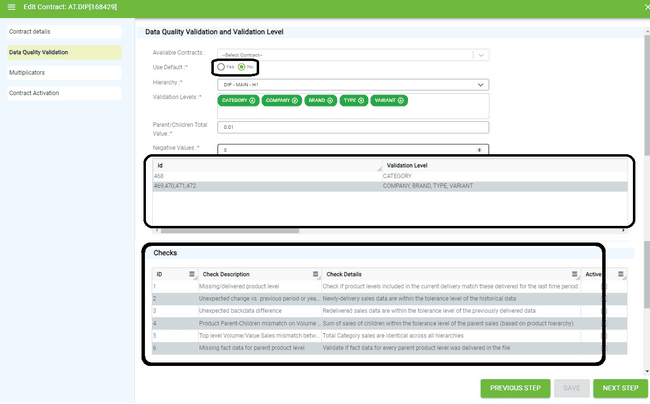 Edit Contract: AT.DIP[168429]
Contract details
Data Quality Validation
Multiplicators
Contract Activation
Data Quality Validation and Validation Level
Available Contracts :
--Select Contract--
Use Default :*
Yes No
Hierarchy :*
DIP - MAIN - H1
Validation Levels :*
CATEGORY COMPANY BRAND TYPE VARIANT
Parent/Children Total Value :*
0.01
Negative Values :*
0
Id Validation Level
468 CATEGORY
469,470,471,472 COMPANY, BRAND, TYPE, VARIANT
Checks
ID Check Description Check Details Active
1 Missing/delivered product level Check if product levels included in the current delivery match these delivered for the last time period
2 Unexpected change vs. previous period or yea... Newly-delivery sales data are within the tolerance level of the historical data
3 Unexpected backdata difference Redelivered sales data are within the tolerance level of the previously delivered data
4 Product Parent-Children mismatch on Volume ... Sum of sales of children within the tolerance level of the parent sales (based on product hierarchy)
5 Top level Volume/Value Sales mismatch betw... Total Category sales are identical across all hierarchies
6 Missing fact data for parent product level Validate if fact data for every parent product level was delivered in the file
PREVIOUS STEP SAVE NEXT STEP